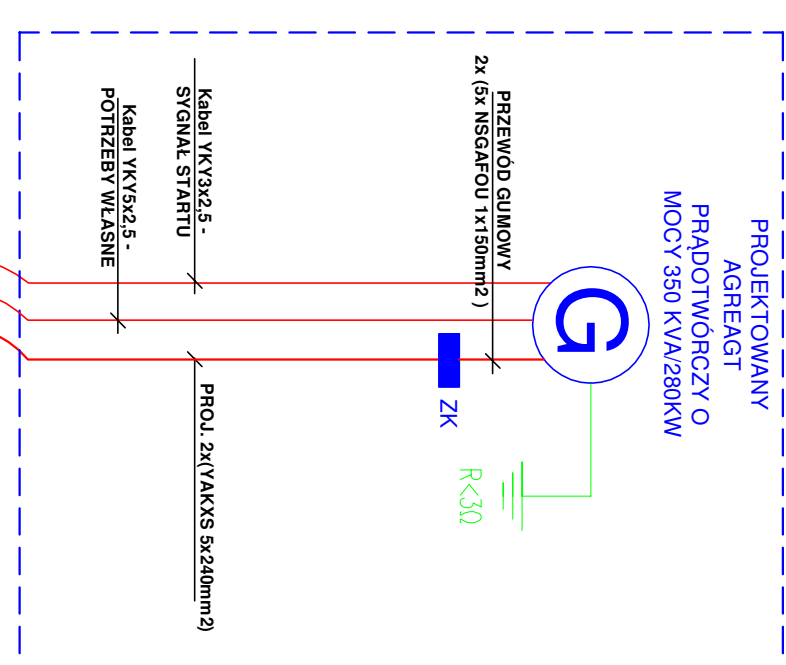 PROJEKTOWANY
AGREAGT
PRĄDOTWÓRCZY O
MOCY 350 KVA/280KW
G
PRZEWÓD GUMOWY
2x (5x NSGAFOU 1x150mm2 )
Kabel YKY3x2,5 -
SYGNAŁ STARTU
Kabel YKY5x2,5 -
POTRZEBY WŁASNE
ZK
R<3Ω
PROJ. 2x(YAKXS 5x240mm2)